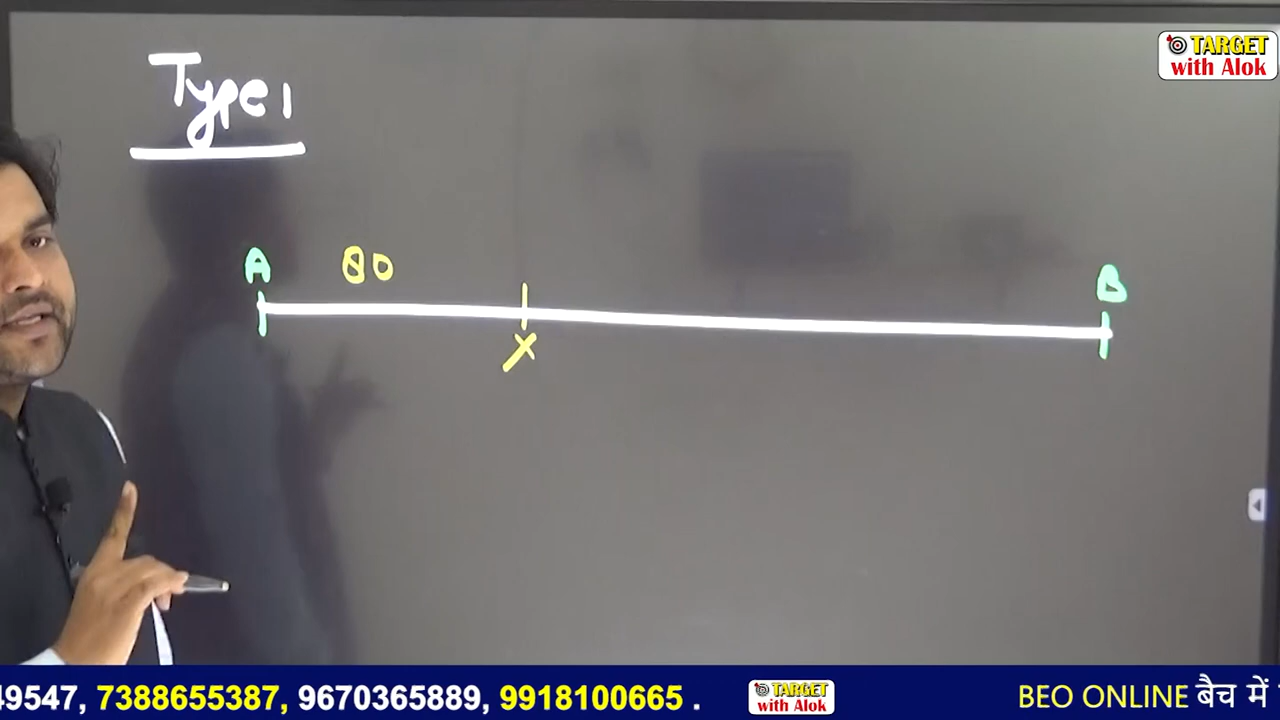 TARGET
with Alok
Type 1
A 80 B
X
49547, 7388655387, 9670365889, 9918100665 . TARGET with Alok BEO ONLINE बैच में